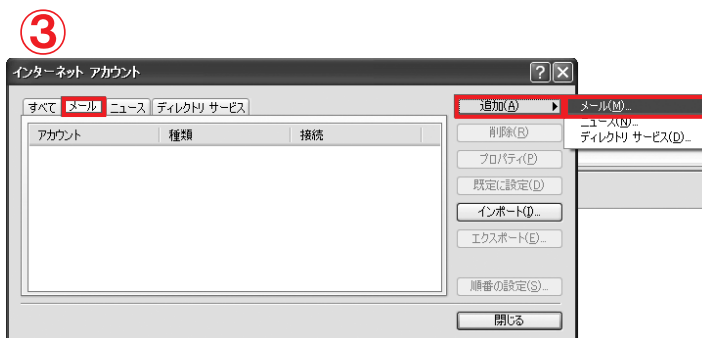 ③
インターネット アカウント
すべて メール ニュース ディレクトリ サービス
アカウント 種類 接続
追加(A)
削除(R)
プロパティ(P)
既定に設定(D)
インポート(I)...
エクスポート(E)...
順番の設定(S)...
閉じる
メール(M)...
ニュース(N)...
ディレクトリ サービス(D)...